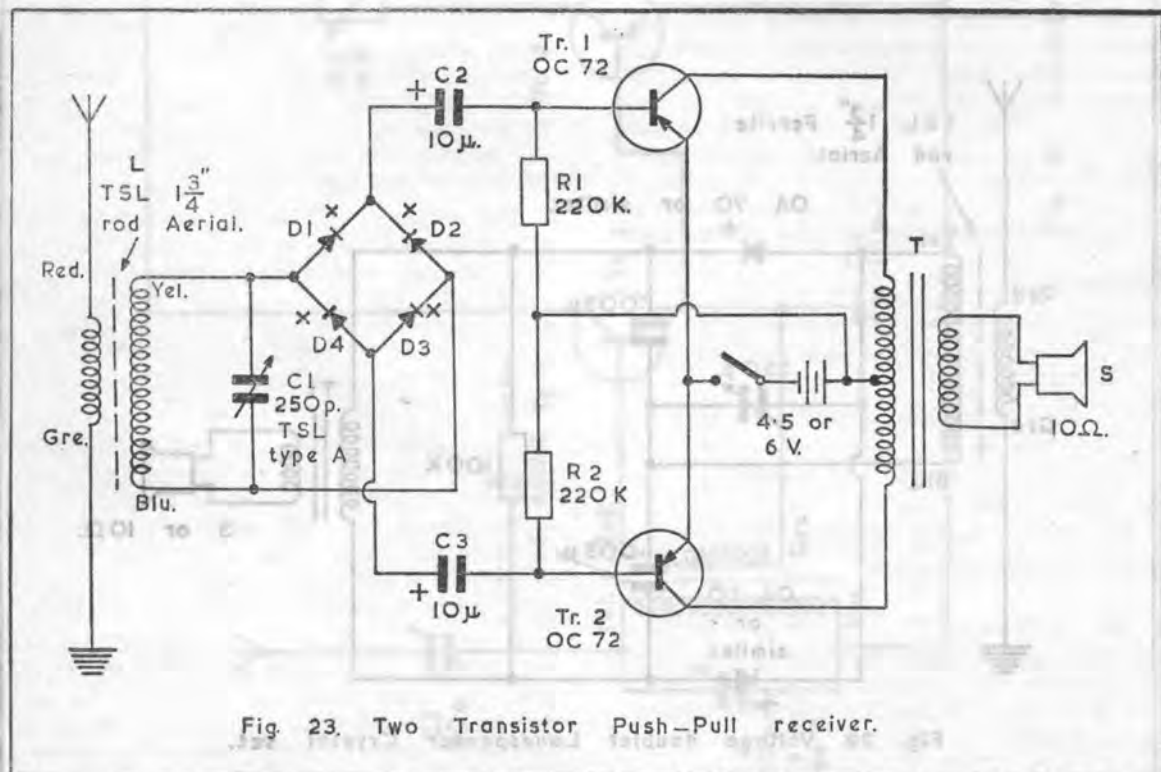 Tr. 1
OC 72
C2
+
10μ.
L
TSL 1 3/4"
rod Aerial.
R1
220K.
D1
D2
T
Red.
Yel.
D4
D3
C1
250p.
TSL
type A
S
4·5 or
6 V.
10Ω.
Gre.
R2
220K
Blu.
C3
+
10μ
Tr. 2
OC 72
Fig. 23. Two Transistor Push-Pull receiver.